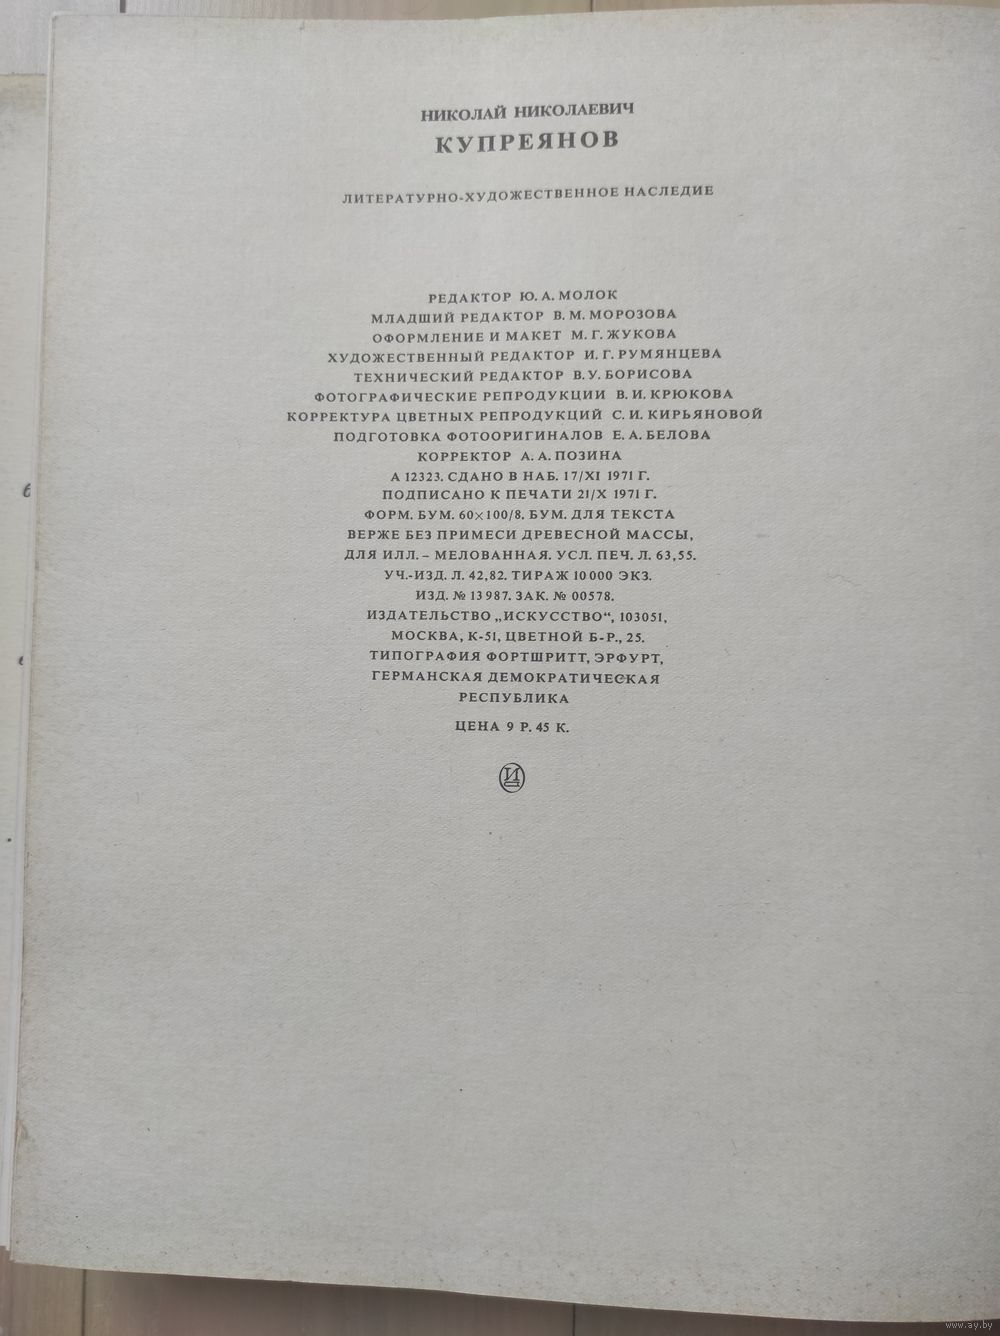 НИКОЛАЙ НИКОЛАЕВИЧ
КУПРЕЯНОВ
ЛИТЕРАТУРНО-ХУДОЖЕСТВЕННОЕ НАСЛЕДИЕ
РЕДАКТОР Ю. А. МОЛОК
МЛАДШИЙ РЕДАКТОР В. М. МОРОЗОВА
ОФОРМЛЕНИЕ И МАКЕТ М. Г. ЖУКОВА
ХУДОЖЕСТВЕННЫЙ РЕДАКТОР И. Г. РУМЯНЦЕВА
ТЕХНИЧЕСКИЙ РЕДАКТОР В. У. БОРИСОВА
ФОТОГРАФИЧЕСКИЕ РЕПРОДУКЦИИ В. И. КРЮКОВА
КОРРЕКТУРА ЦВЕТНЫХ РЕПРОДУКЦИЙ С. И. КИРЬЯНОВОЙ
ПОДГОТОВКА ФОТООРИГИНАЛОВ Е. А. БЕЛОВА
КОРРЕКТОР А. А. ПОЗИНА
А 12323. СДАНО В НАБ. 17/XI 1971 Г.
ПОДПИСАНО К ПЕЧАТИ 21/X 1971 Г.
ФОРМ. БУМ. 60×100/8. БУМ. ДЛЯ ТЕКСТА
ВЕРЖЕ БЕЗ ПРИМЕСИ ДРЕВЕСНОЙ МАССЫ,
ДЛЯ ИЛЛ. – МЕЛОВАННАЯ. УСЛ. ПЕЧ. Л. 63,55.
УЧ.-ИЗД. Л. 42,82. ТИРАЖ 10 000 ЭКЗ.
ИЗД. № 13987. ЗАК. № 00578.
ИЗДАТЕЛЬСТВО „ИСКУССТВО“, 103051,
МОСКВА, К-51, ЦВЕТНОЙ Б-Р., 25.
ТИПОГРАФИЯ ФОРТШРИТТ, ЭРФУРТ,
ГЕРМАНСКАЯ ДЕМОКРАТИЧЕСКАЯ
РЕСПУБЛИКА
ЦЕНА 9 Р. 45 К.
И
www.ay.by